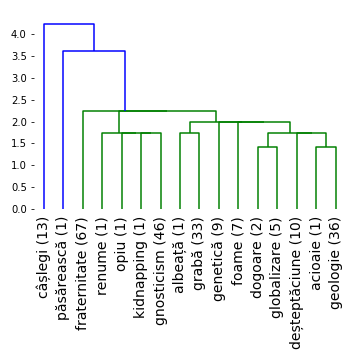 4.0
3.5
3.0
2.5
2.0
1.5
1.0
0.5
0.0
câșlegi (13)
păsărească (1)
fraternitate (67)
renume (1)
opiu (1)
kidnapping (1)
gnosticism (46)
albeață (1)
grabă (33)
genetică (9)
foame (7)
dogoare (2)
globalizare (5)
deșteptăciune (10)
acioaie (1)
geologie (36)